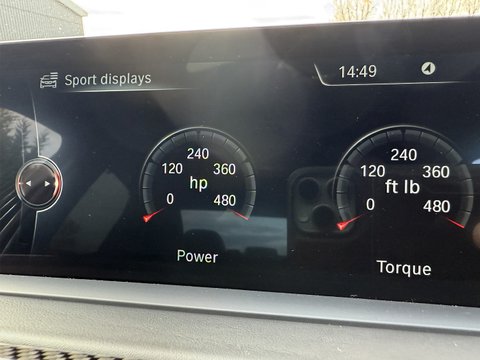 Sport displays
14:49
240
120 360
hp
0 480
Power
240
120 360
ft lb
0 480
Torque